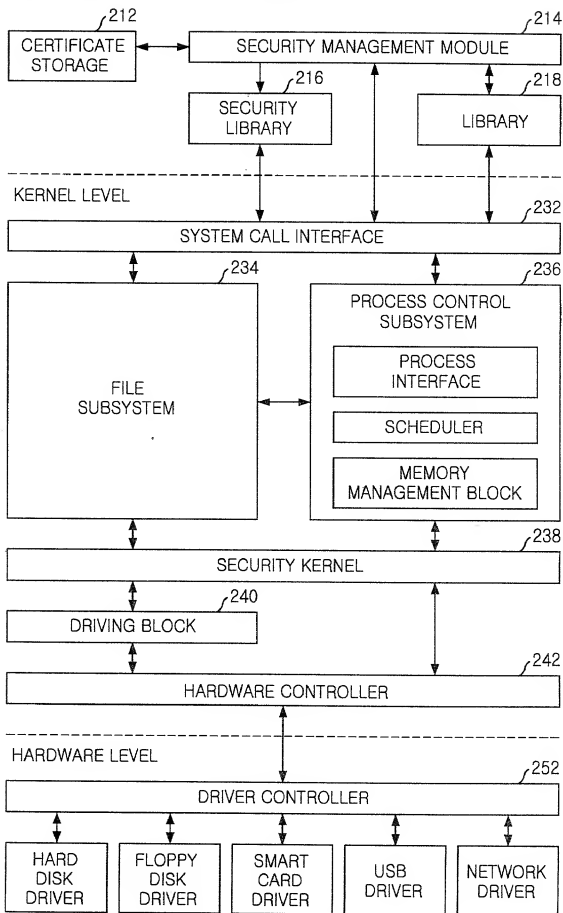 212
CERTIFICATE
STORAGE
214
SECURITY MANAGEMENT MODULE
216
SECURITY
LIBRARY
218
LIBRARY
KERNEL LEVEL
232
SYSTEM CALL INTERFACE
234
FILE
SUBSYSTEM
236
PROCESS CONTROL
SUBSYSTEM
PROCESS
INTERFACE
SCHEDULER
MEMORY
MANAGEMENT BLOCK
238
SECURITY KERNEL
240
DRIVING BLOCK
242
HARDWARE CONTROLLER
HARDWARE LEVEL
252
DRIVER CONTROLLER
HARD
DISK
DRIVER
FLOPPY
DISK
DRIVER
SMART
CARD
DRIVER
USB
DRIVER
NETWORK
DRIVER